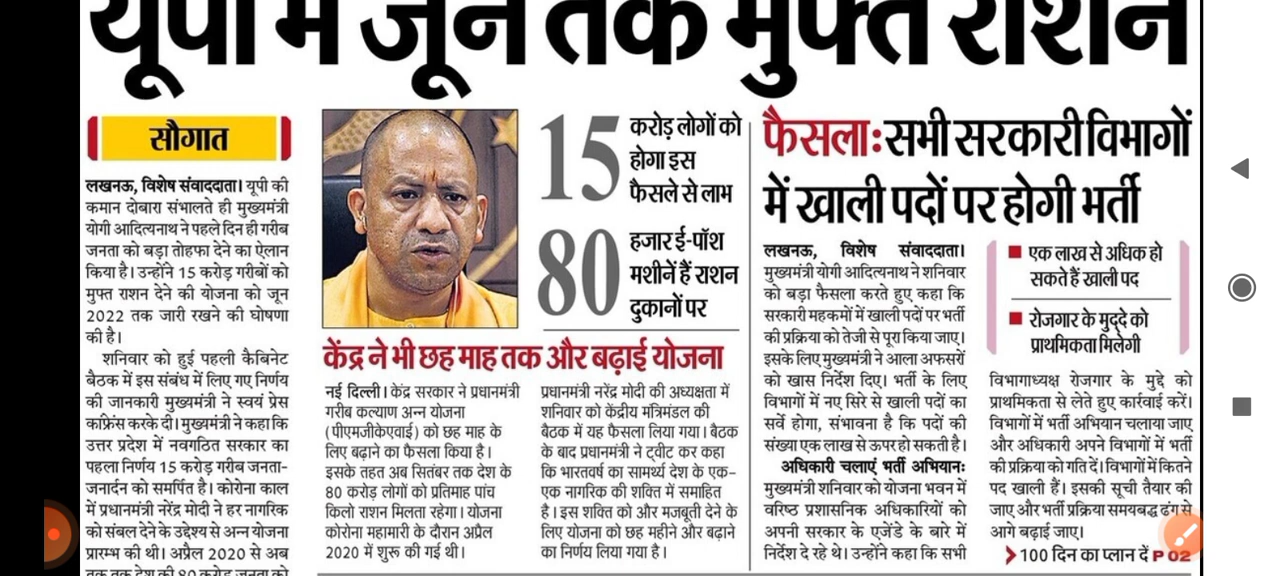 यूपी में जून तक मुफ्त राशन
सौगात
लखनऊ, विशेष संवाददाता। यूपी की
कमान दोबारा संभालते ही मुख्यमंत्री
योगी आदित्यनाथ ने पहले दिन ही गरीब
जनता को बड़ा तोहफा देने का ऐलान
किया है। उन्होंने 15 करोड़ गरीबों को
मुफ्त राशन देने की योजना को जून
2022 तक जारी रखने की घोषणा
की है।
शनिवार को हुई पहली कैबिनेट
बैठक में इस संबंध में लिए गए निर्णय
की जानकारी मुख्यमंत्री ने स्वयं प्रेस
कांफ्रेंस करके दी। मुख्यमंत्री ने कहा कि
उत्तर प्रदेश में नवगठित सरकार का
पहला निर्णय 15 करोड़ गरीब जनता-
जनार्दन को समर्पित है। कोरोना काल
में प्रधानमंत्री नरेंद्र मोदी ने हर नागरिक
को संबल देने के उद्देश्य से अन्न योजना
प्रारम्भ की थी। अप्रैल 2020 से अब
तक देश की 80 करोड़ जनता को
15
करोड़ लोगों को
होगा इस
फैसले से लाभ
80
हजार ई-पॉश
मशीनें हैं राशन
दुकानों पर
केंद्र ने भी छह माह तक और बढ़ाई योजना
नई दिल्ली। केंद्र सरकार ने प्रधानमंत्री
गरीब कल्याण अन्न योजना
(पीएमजीकेएवाई) को छह माह के
लिए बढ़ाने का फैसला किया है।
इसके तहत अब सितंबर तक देश के
80 करोड़ लोगों को प्रतिमाह पांच
किलो राशन मिलता रहेगा। योजना
कोरोना महामारी के दौरान अप्रैल
2020 में शुरू की गई थी।
प्रधानमंत्री नरेंद्र मोदी की अध्यक्षता में
शनिवार को केंद्रीय मंत्रिमंडल की
बैठक में यह फैसला लिया गया। बैठक
के बाद प्रधानमंत्री ने ट्वीट कर कहा
कि भारतवर्ष का सामर्थ्य देश के एक-
एक नागरिक की शक्ति में समाहित
है। इस शक्ति को और मजबूती देने के
लिए योजना को छह महीने और बढ़ाने
का निर्णय लिया गया है।
फैसला: सभी सरकारी विभागों
में खाली पदों पर होगी भर्ती
लखनऊ, विशेष संवाददाता।
मुख्यमंत्री योगी आदित्यनाथ ने शनिवार
को बड़ा फैसला करते हुए कहा कि
सरकारी महकमों में खाली पदों पर भर्ती
की प्रक्रिया को तेजी से पूरा किया जाए।
इसके लिए मुख्यमंत्री ने आला अफसरों
को खास निर्देश दिए। भर्ती के लिए
विभागों में नए सिरे से खाली पदों का
सर्वे होगा, संभावना है कि पदों की
संख्या एक लाख से ऊपर हो सकती है।
अधिकारी चलाएं भर्ती अभियान:
मुख्यमंत्री शनिवार को योजना भवन में
वरिष्ठ प्रशासनिक अधिकारियों को
अपनी सरकार के एजेंडे के बारे में
निर्देश दे रहे थे। उन्होंने कहा कि सभी
एक लाख से अधिक हो
सकते हैं खाली पद
रोजगार के मुद्दे को
प्राथमिकता मिलेगी
विभागाध्यक्ष रोजगार के मुद्दे को
प्राथमिकता से लेते हुए कार्रवाई करें।
विभागों में भर्ती अभियान चलाया जाए
और अधिकारी अपने विभागों में भर्ती
की प्रक्रिया को गति दें। विभागों में कितने
पद खाली हैं। इसकी सूची तैयार की
जाए और भर्ती प्रक्रिया समयबद्ध ढंग से
आगे बढ़ाई जाए।
100 दिन का प्लान दें P 02